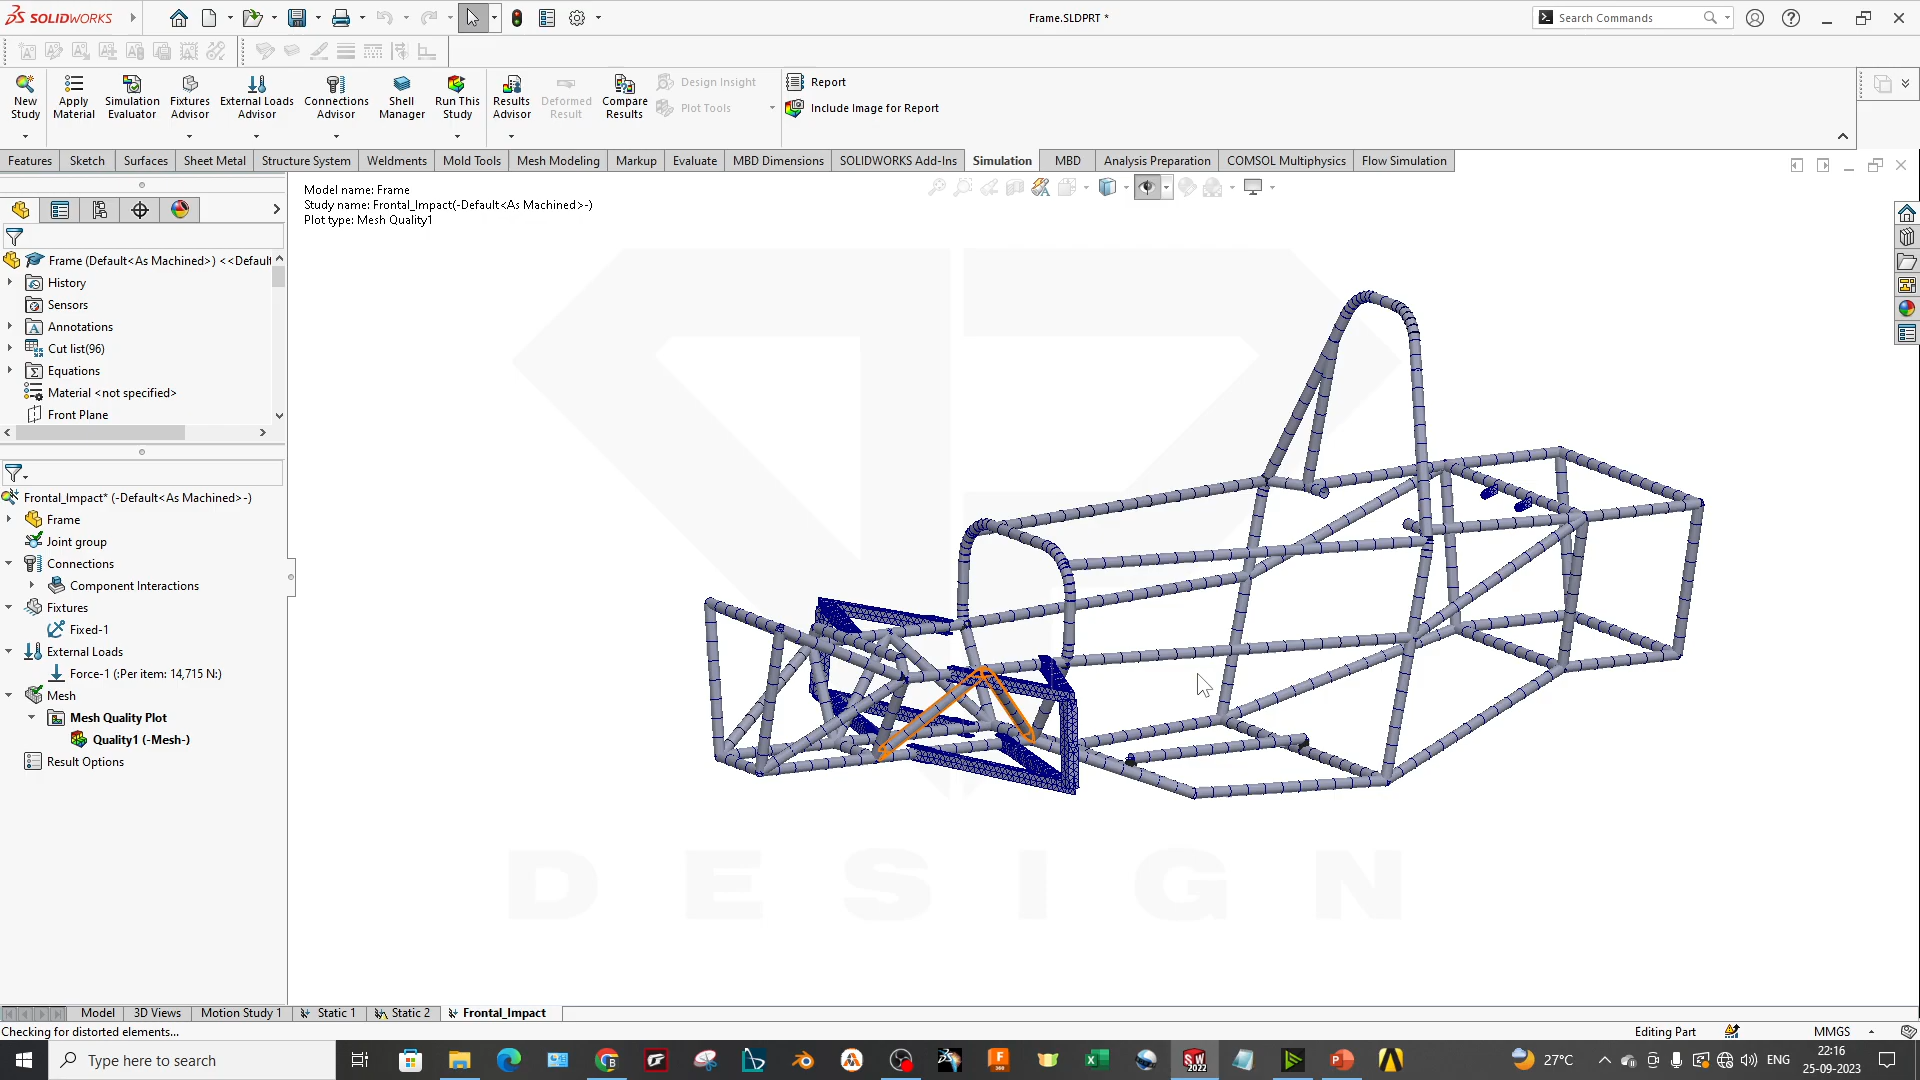 SOLIDWORKS
Frame.SLDPRT *
Search Commands
New Study
Apply Material
Simulation Evaluator
Fixtures Advisor
External Loads Advisor
Connections Advisor
Shell Manager
Run This Study
Results Advisor
Deformed Result
Compare Results
Design Insight
Plot Tools
Report
Include Image for Report
Features
Sketch
Surfaces
Sheet Metal
Structure System
Weldments
Mold Tools
Mesh Modeling
Markup
Evaluate
MBD Dimensions
SOLIDWORKS Add-Ins
Simulation
MBD
Analysis Preparation
COMSOL Multiphysics
Flow Simulation
Model name: Frame
Study name: Frontal_Impact(-Default<As Machined>-)
Plot type: Mesh Quality1
Frame (Default<As Machined>) <<Default
History
Sensors
Annotations
Cut list(96)
Equations
Material <not specified>
Front Plane
Frontal_Impact* (-Default<As Machined>-)
Frame
Joint group
Connections
Component Interactions
Fixtures
Fixed-1
External Loads
Force-1 (:Per item: 14,715 N:)
Mesh
Mesh Quality Plot
Quality1 (-Mesh-)
Result Options
DESIGN
Model
3D Views
Motion Study 1
Static 1
Static 2
Frontal_Impact
Checking for distorted elements...
Editing Part
MMGS
Type here to search
27°C
ENG
22:16
25-09-2023